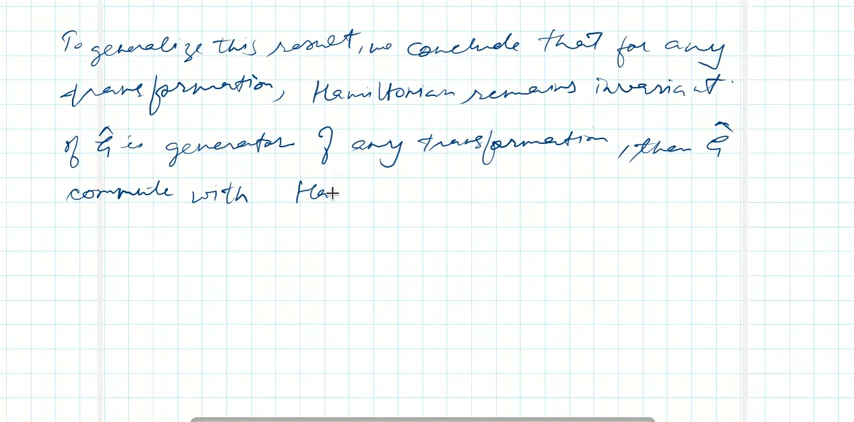 To generalize this result, we conclude that for any
transformation, Hamiltonian remains invariant.
If Ĝ is generator of any transformation, then Ĝ
commute with Ha